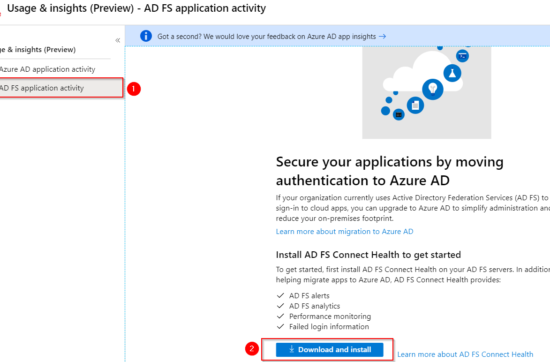 Usage & insights (Preview) - AD FS application activity
«
Got a second? We would love your feedback on Azure AD app insights →
ge & insights (Preview)
Azure AD application activity
AD FS application activity
1
Secure your applications by moving
authentication to Azure AD
If your organization currently uses Active Directory Federation Services (AD FS) to
sign-in to cloud apps, you can upgrade to Azure AD to simplify administration and
reduce your on-premises footprint.
Learn more about migration to Azure AD
Install AD FS Connect Health to get started
To get started, first install AD FS Connect Health on your AD FS servers. In addition
helping migrate apps to Azure AD, AD FS Connect Health provides:
✓ AD FS alerts
✓ AD FS analytics
✓ Performance monitoring
✓ Failed login information
2
Download and install
Learn more about AD FS Connect Health